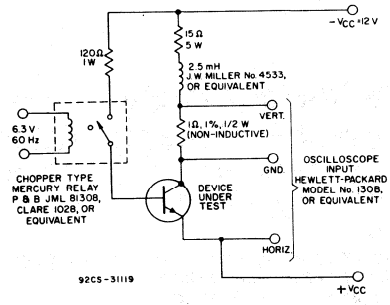 -VCC=12 V
15Ω
5 W
120Ω
1W
2.5 mH
J.W. MILLER No. 4533,
OR EQUIVALENT
VERT.
6.3 V
60 Hz
1Ω, 1%, 1/2 W
(NON-INDUCTIVE)
GND.
OSCILLOSCOPE
INPUT
HEWLETT-PACKARD
MODEL No. 130B,
OR EQUIVALENT
CHOPPER TYPE
MERCURY RELAY
P & B JML 8130B,
CLARE 1028, OR
EQUIVALENT
DEVICE
UNDER
TEST
HORIZ.
92CS-31119
+VCC